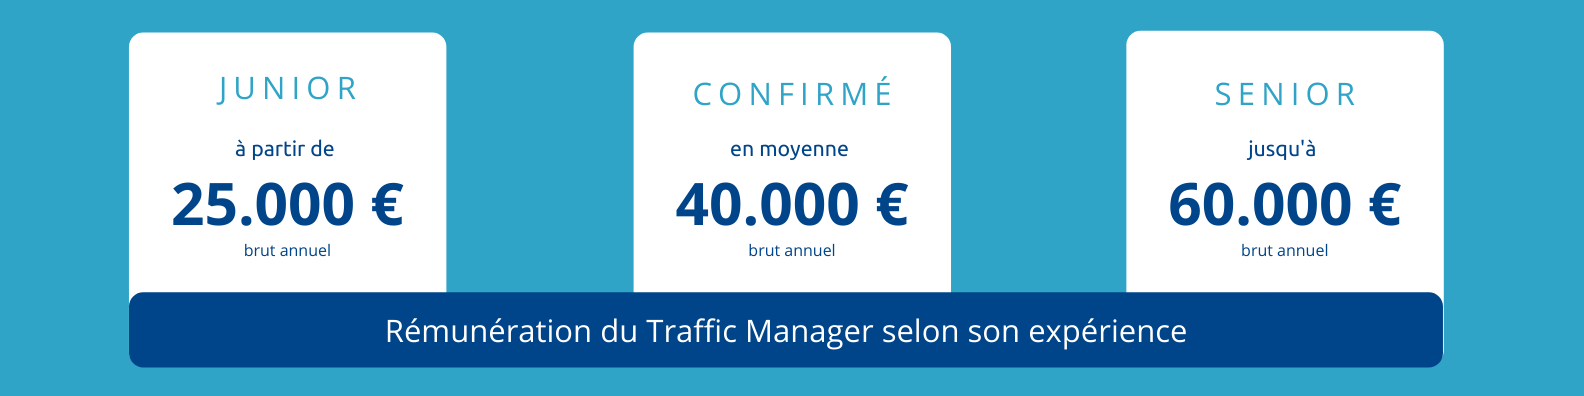 JUNIOR
à partir de
25.000 €
brut annuel
CONFIRMÉ
en moyenne
40.000 €
brut annuel
SENIOR
jusqu'à
60.000 €
brut annuel
Rémunération du Traffic Manager selon son expérience